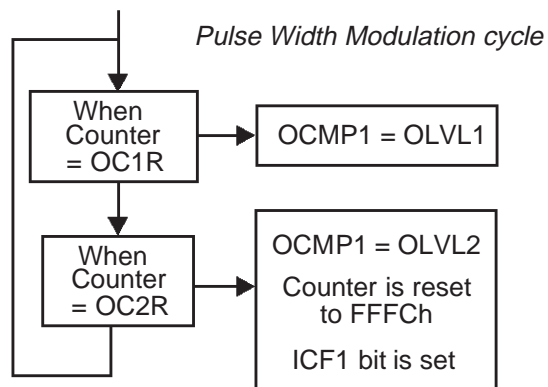 Pulse Width Modulation cycle
When
Counter
= OC1R
OCMP1 = OLVL1
When
Counter
= OC2R
OCMP1 = OLVL2
Counter is reset
to FFFCh
ICF1 bit is set